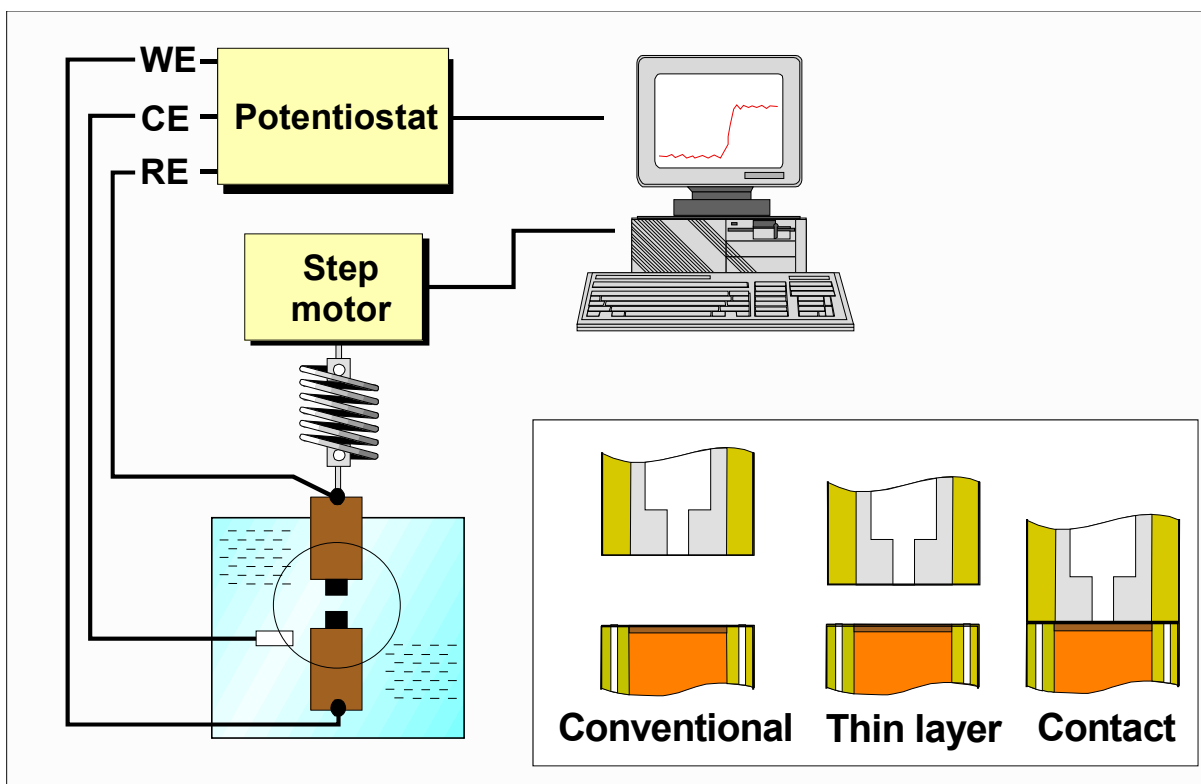 WE
CE
RE
Potentiostat
Step
motor
Conventional
Thin layer
Contact